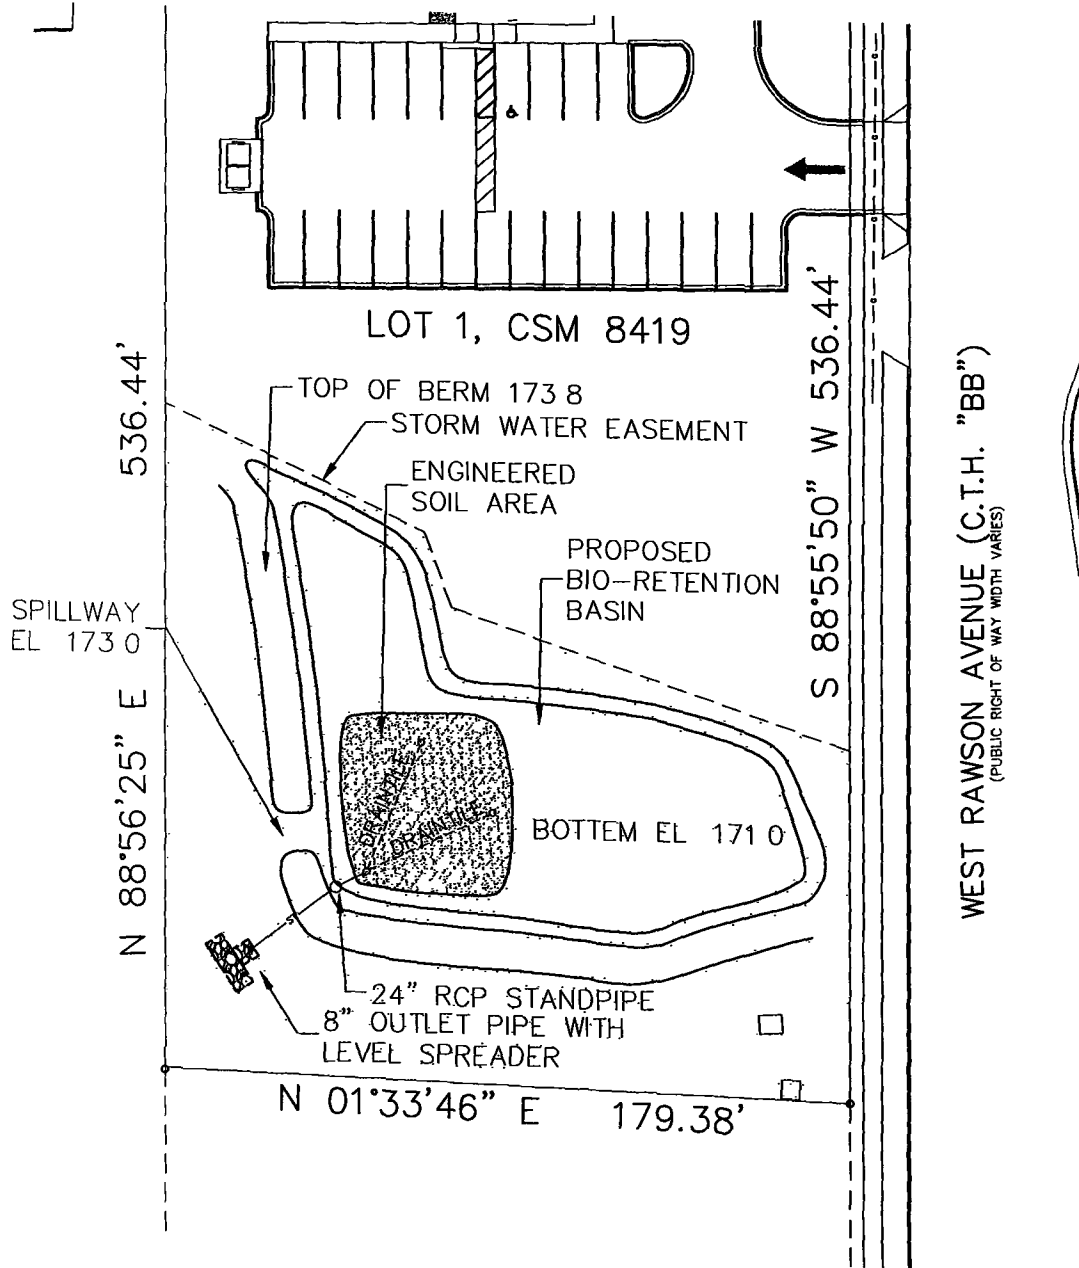 LOT 1, CSM 8419
536.44'
N 88°56'25" E
S 88°55'50" W 536.44'
TOP OF BERM 173 8
STORM WATER EASEMENT
ENGINEERED
SOIL AREA
PROPOSED
BIO-RETENTION
BASIN
SPILLWAY
EL 173 0
DRAINTILE
DRAINTILE
BOTTEM EL 171 0
24" RCP STANDPIPE
8" OUTLET PIPE WITH
LEVEL SPREADER
N 01°33'46" E 179.38'
WEST RAWSON AVENUE (C.T.H. "BB")
(PUBLIC RIGHT OF WAY WIDTH VARIES)